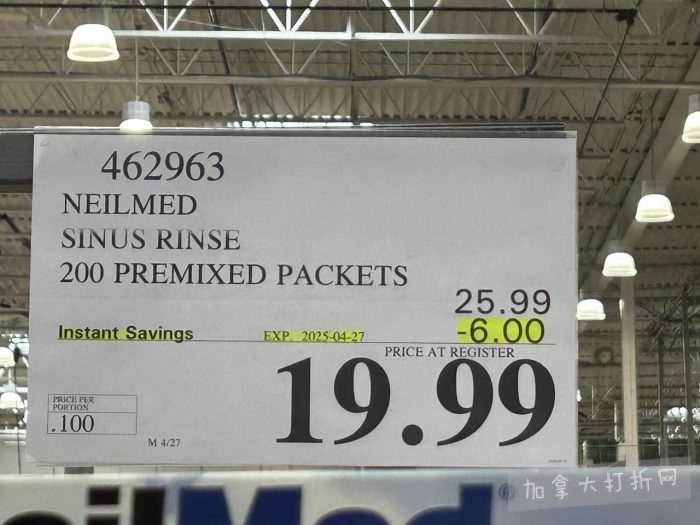 462963
NEILMED
SINUS RINSE
200 PREMIXED PACKETS
25.99
Instant Savings EXP. 2025-04-27 -6.00
PRICE AT REGISTER
19.99
PRICE PER
PORTION
.100
M 4/27
eilMed®
加拿大打折网